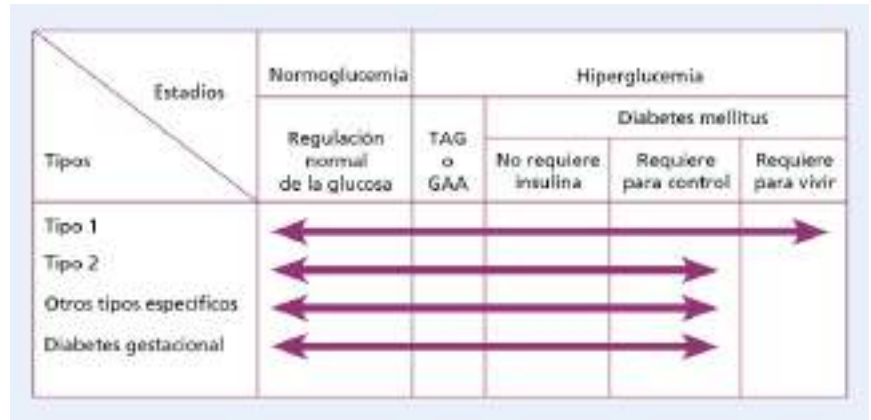 Estadios
Tipos
Normoglucemia
Hiperglucemia
Regulación
normal
de la glucosa
TAG
o
GAA
Diabetes mellitus
No requiere
insulina
Requiere
para control
Requiere
para vivir
Tipo 1
Tipo 2
Otros tipos específicos
Diabetes gestacional